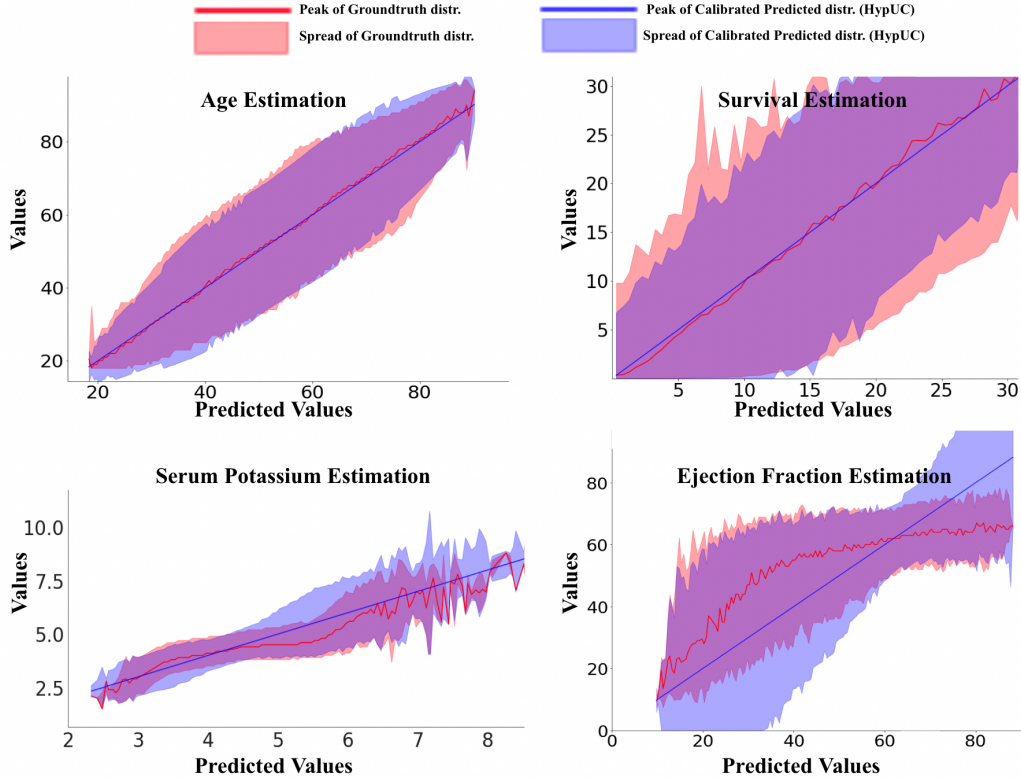 Peak of Groundtruth distr.
Peak of Calibrated Predicted distr. (HypUC)
Spread of Groundtruth distr.
Spread of Calibrated Predicted distr. (HypUC)
Age Estimation
80
60
40
20
Values
20 40 60 80
Predicted Values
Survival Estimation
30
25
20
15
10
5
Values
5 10 15 20 25 30
Predicted Values
Serum Potassium Estimation
10.0
7.5
5.0
2.5
Values
2 3 4 5 6 7 8
Predicted Values
Ejection Fraction Estimation
80
60
40
20
0
Values
0 20 40 60 80
Predicted Values